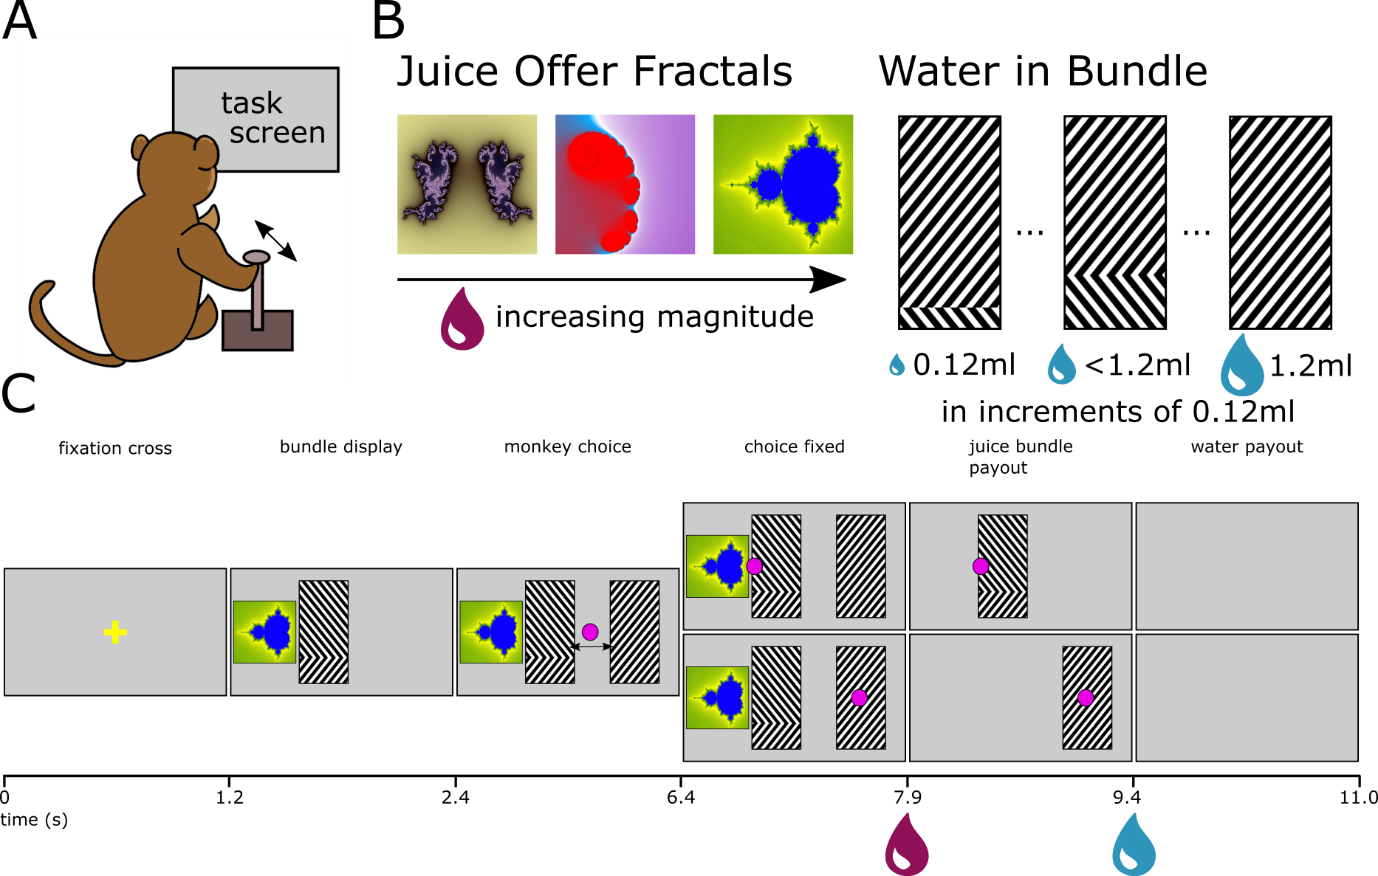 A
task
screen
B
Juice Offer Fractals
increasing magnitude
Water in Bundle
...
...
0.12ml
<1.2ml
1.2ml
in increments of 0.12ml
C
fixation cross
bundle display
monkey choice
choice fixed
juice bundle
payout
water payout
0
1.2
2.4
6.4
7.9
9.4
11.0
time (s)